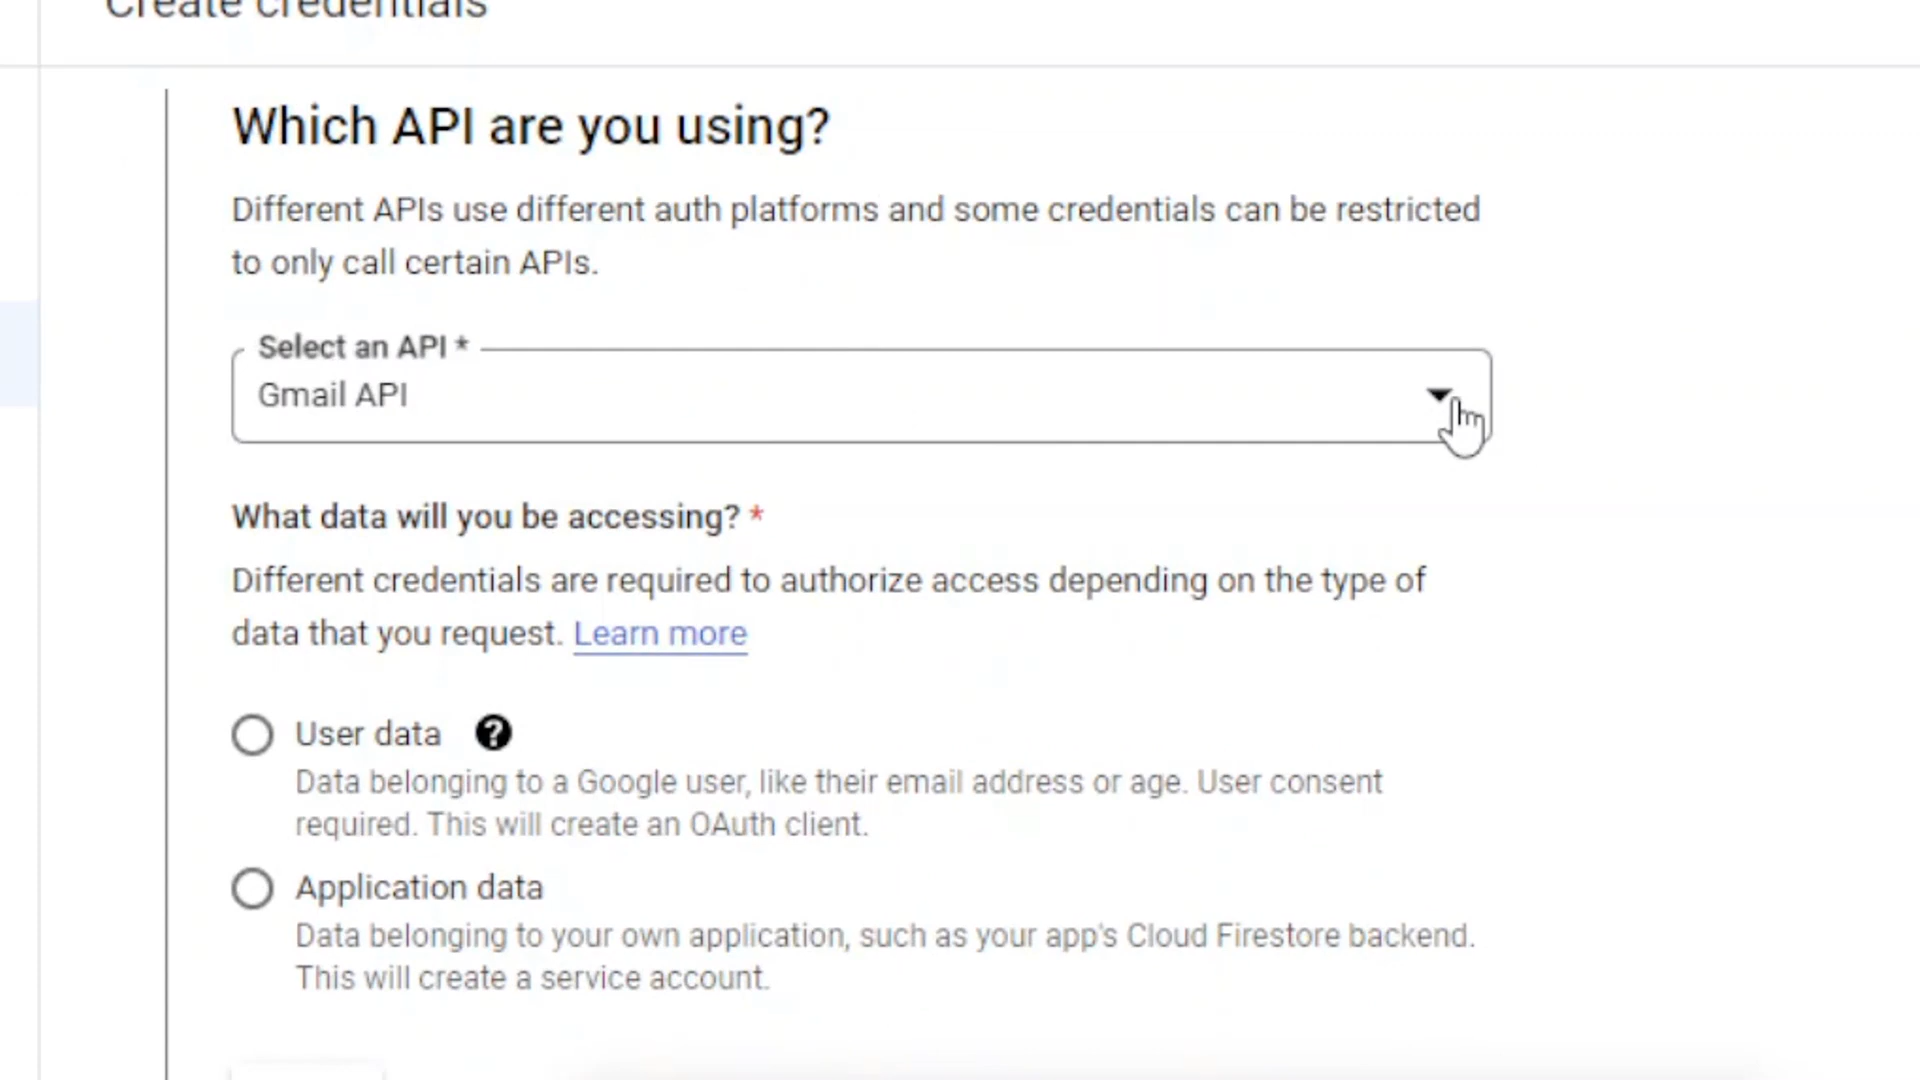 Create credentials
Which API are you using?
Different APIs use different auth platforms and some credentials can be restricted
to only call certain APIs.
Select an API *
Gmail API
What data will you be accessing? *
Different credentials are required to authorize access depending on the type of
data that you request. Learn more
User data ?
Data belonging to a Google user, like their email address or age. User consent
required. This will create an OAuth client.
Application data
Data belonging to your own application, such as your app's Cloud Firestore backend.
This will create a service account.